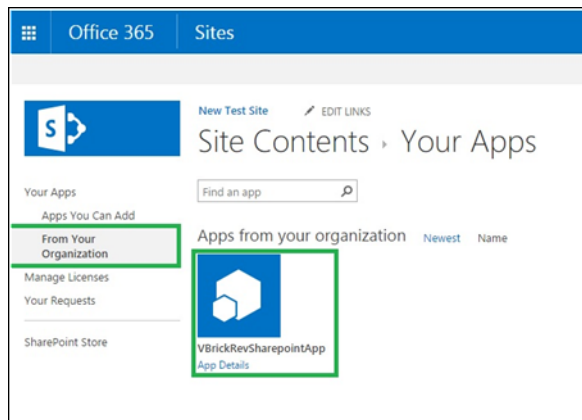 Office 365 Sites
New Test Site EDIT LINKS
S
Site Contents Your Apps
Find an app
Your Apps
Apps You Can Add
From Your
Organization
Manage Licenses
Your Requests
SharePoint Store
Apps from your organization Newest Name
VBrickRevSharepointApp
App Details